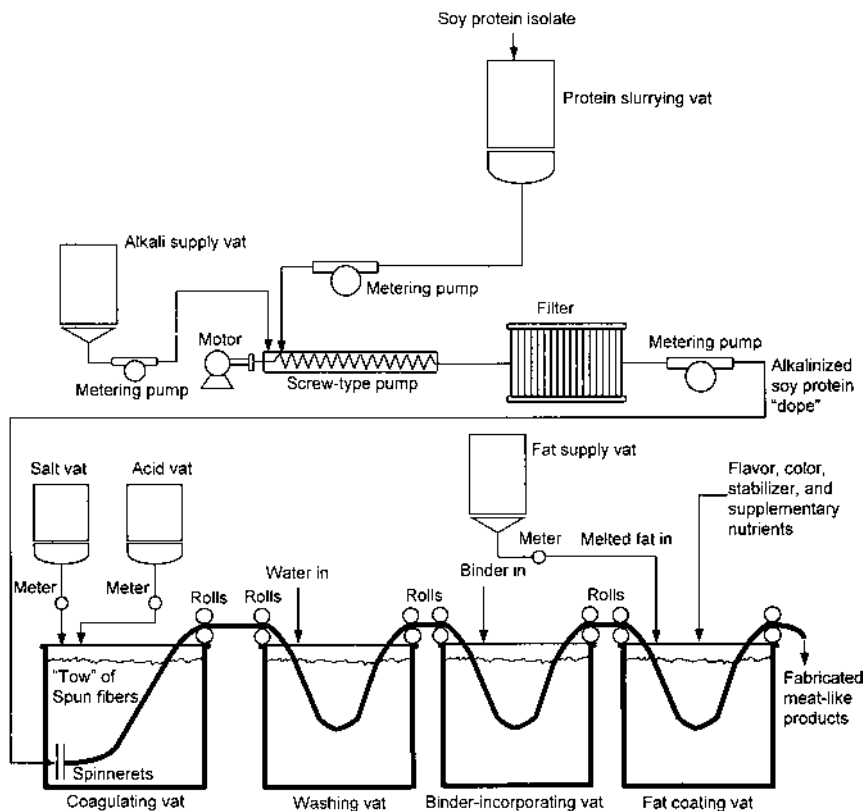 Soy protein isolate
Protein slurrying vat
Alkali supply vat
Metering pump
Motor
Filter
Metering pump
Metering pump
Screw-type pump
Alkalinized
soy protein
“dope”
Salt vat
Acid vat
Fat supply vat
Flavor, color,
stabilizer, and
supplementary
nutrients
Meter
Meter
Meter
Melted fat in
Water in
Binder in
Rolls
Rolls
Rolls
Rolls
Rolls
“Tow” of
Spun fibers
Spinnerets
Fabricated
meat-like
products
Coagulating vat
Washing vat
Binder-incorporating vat
Fat coating vat